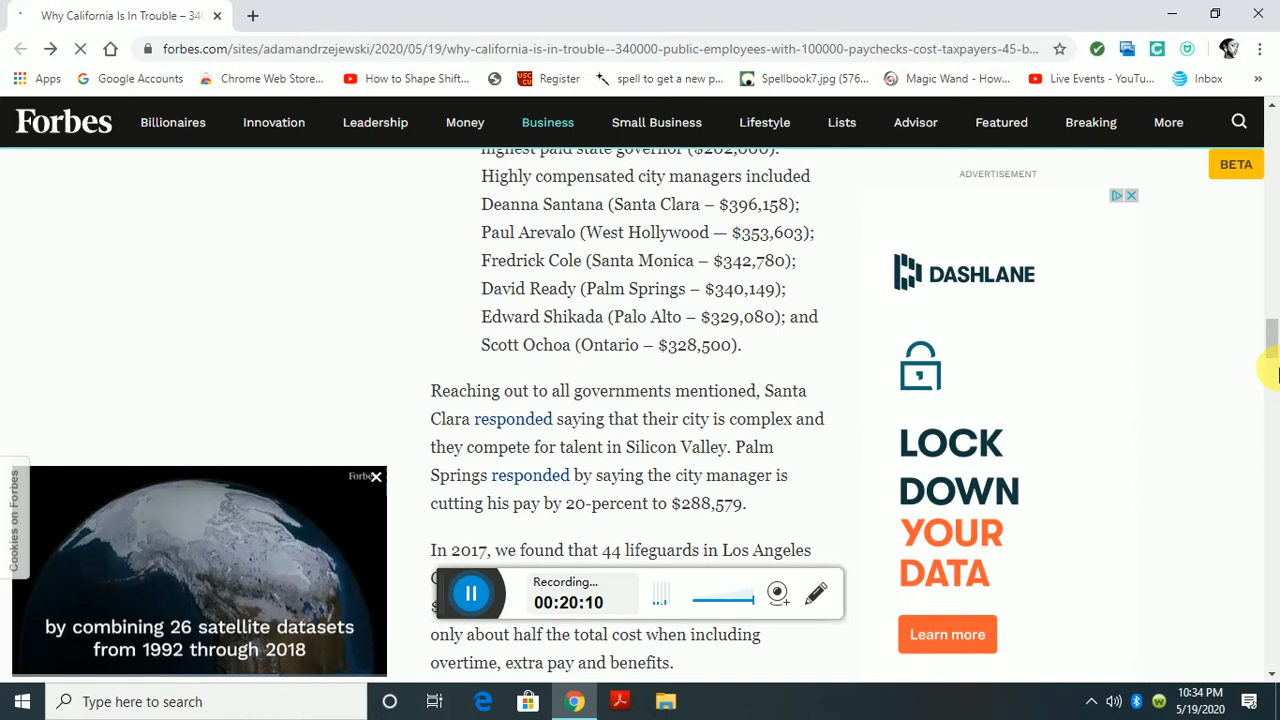 Why California Is In Trouble – 340
forbes.com/sites/adamandrzejewski/2020/05/19/why-california-is-in-trouble--340000-public-employees-with-100000-paychecks-cost-taxpayers-45-b...
Apps Google Accounts Chrome Web Store... How to Shape Shift... Register spell to get a new p... Spellbook7.jpg (576... Magic Wand - How... Live Events - YouTu... Inbox
Forbes Billionaires Innovation Leadership Money Business Small Business Lifestyle Lists Advisor Featured Breaking More
BETA
highest paid state governor ($202,000).
Highly compensated city managers included
Deanna Santana (Santa Clara – $396,158);
Paul Arevalo (West Hollywood — $353,603);
Fredrick Cole (Santa Monica – $342,780);
David Ready (Palm Springs – $340,149);
Edward Shikada (Palo Alto – $329,080); and
Scott Ochoa (Ontario – $328,500).
Reaching out to all governments mentioned, Santa
Clara responded saying that their city is complex and
they compete for talent in Silicon Valley. Palm
Springs responded by saying the city manager is
cutting his pay by 20-percent to $288,579.
In 2017, we found that 44 lifeguards in Los Angeles
only about half the total cost when including
overtime, extra pay and benefits.
Recording...
00:20:10
ADVERTISEMENT
DASHLANE
LOCK
DOWN
YOUR
DATA
Learn more
Cookies on Forbes
Forbes
by combining 26 satellite datasets
from 1992 through 2018
Type here to search
10:34 PM
5/19/2020